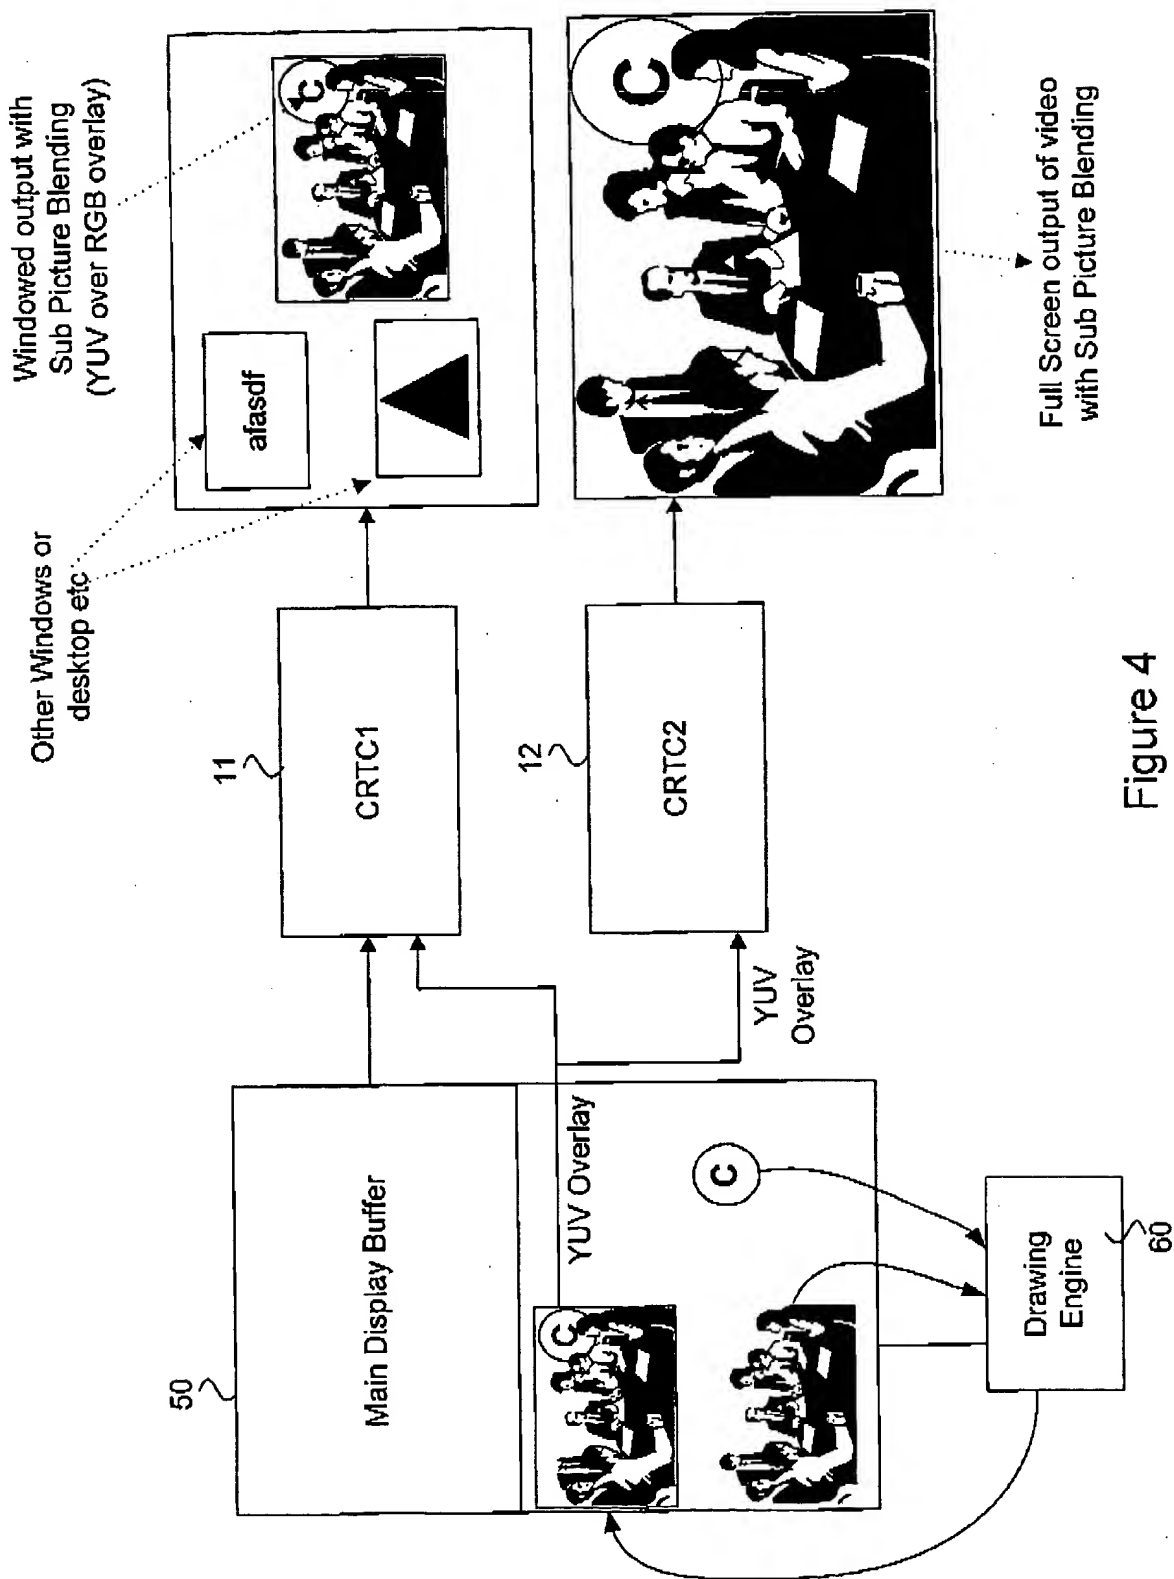 Windowed output with
Sub Picture Blending
(YUV over RGB overlay)
Other Windows or
desktop etc
afasdf
C
C
Full Screen output of video
with Sub Picture Blending
11
CRTC1
12
CRTC2
50
Main Display Buffer
YUV Overlay
YUV
Overlay
C
C
Drawing
Engine
60
Figure 4